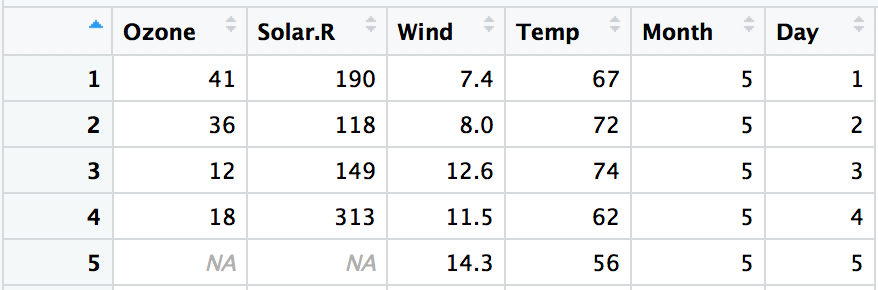 Ozone Solar.R Wind Temp Month Day
1 41 190 7.4 67 5 1
2 36 118 8.0 72 5 2
3 12 149 12.6 74 5 3
4 18 313 11.5 62 5 4
5 NA NA 14.3 56 5 5